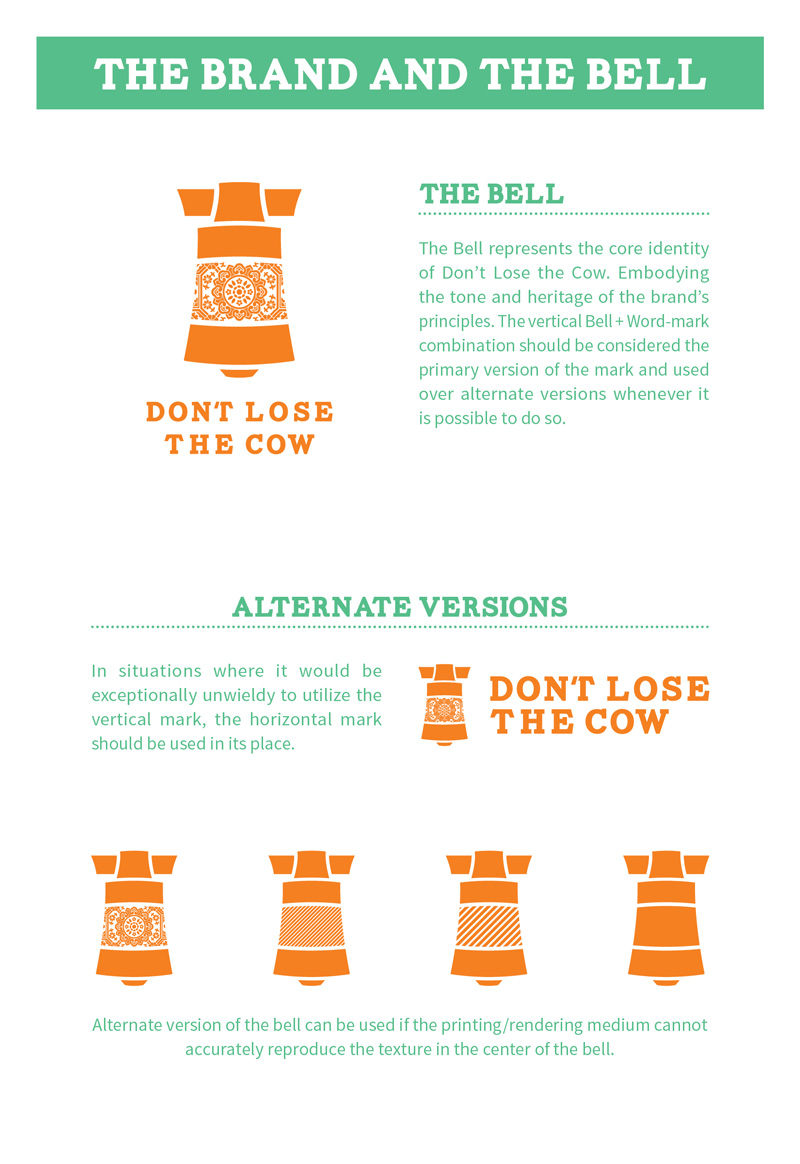 THE BRAND AND THE BELL
DON'T LOSE
THE COW
THE BELL
The Bell represents the core identity
of Don’t Lose the Cow. Embodying
the tone and heritage of the brand’s
principles. The vertical Bell + Word-mark
combination should be considered the
primary version of the mark and used
over alternate versions whenever it
is possible to do so.
ALTERNATE VERSIONS
In situations where it would be
exceptionally unwieldy to utilize the
vertical mark, the horizontal mark
should be used in its place.
DON'T LOSE
THE COW
Alternate version of the bell can be used if the printing/rendering medium cannot
accurately reproduce the texture in the center of the bell.